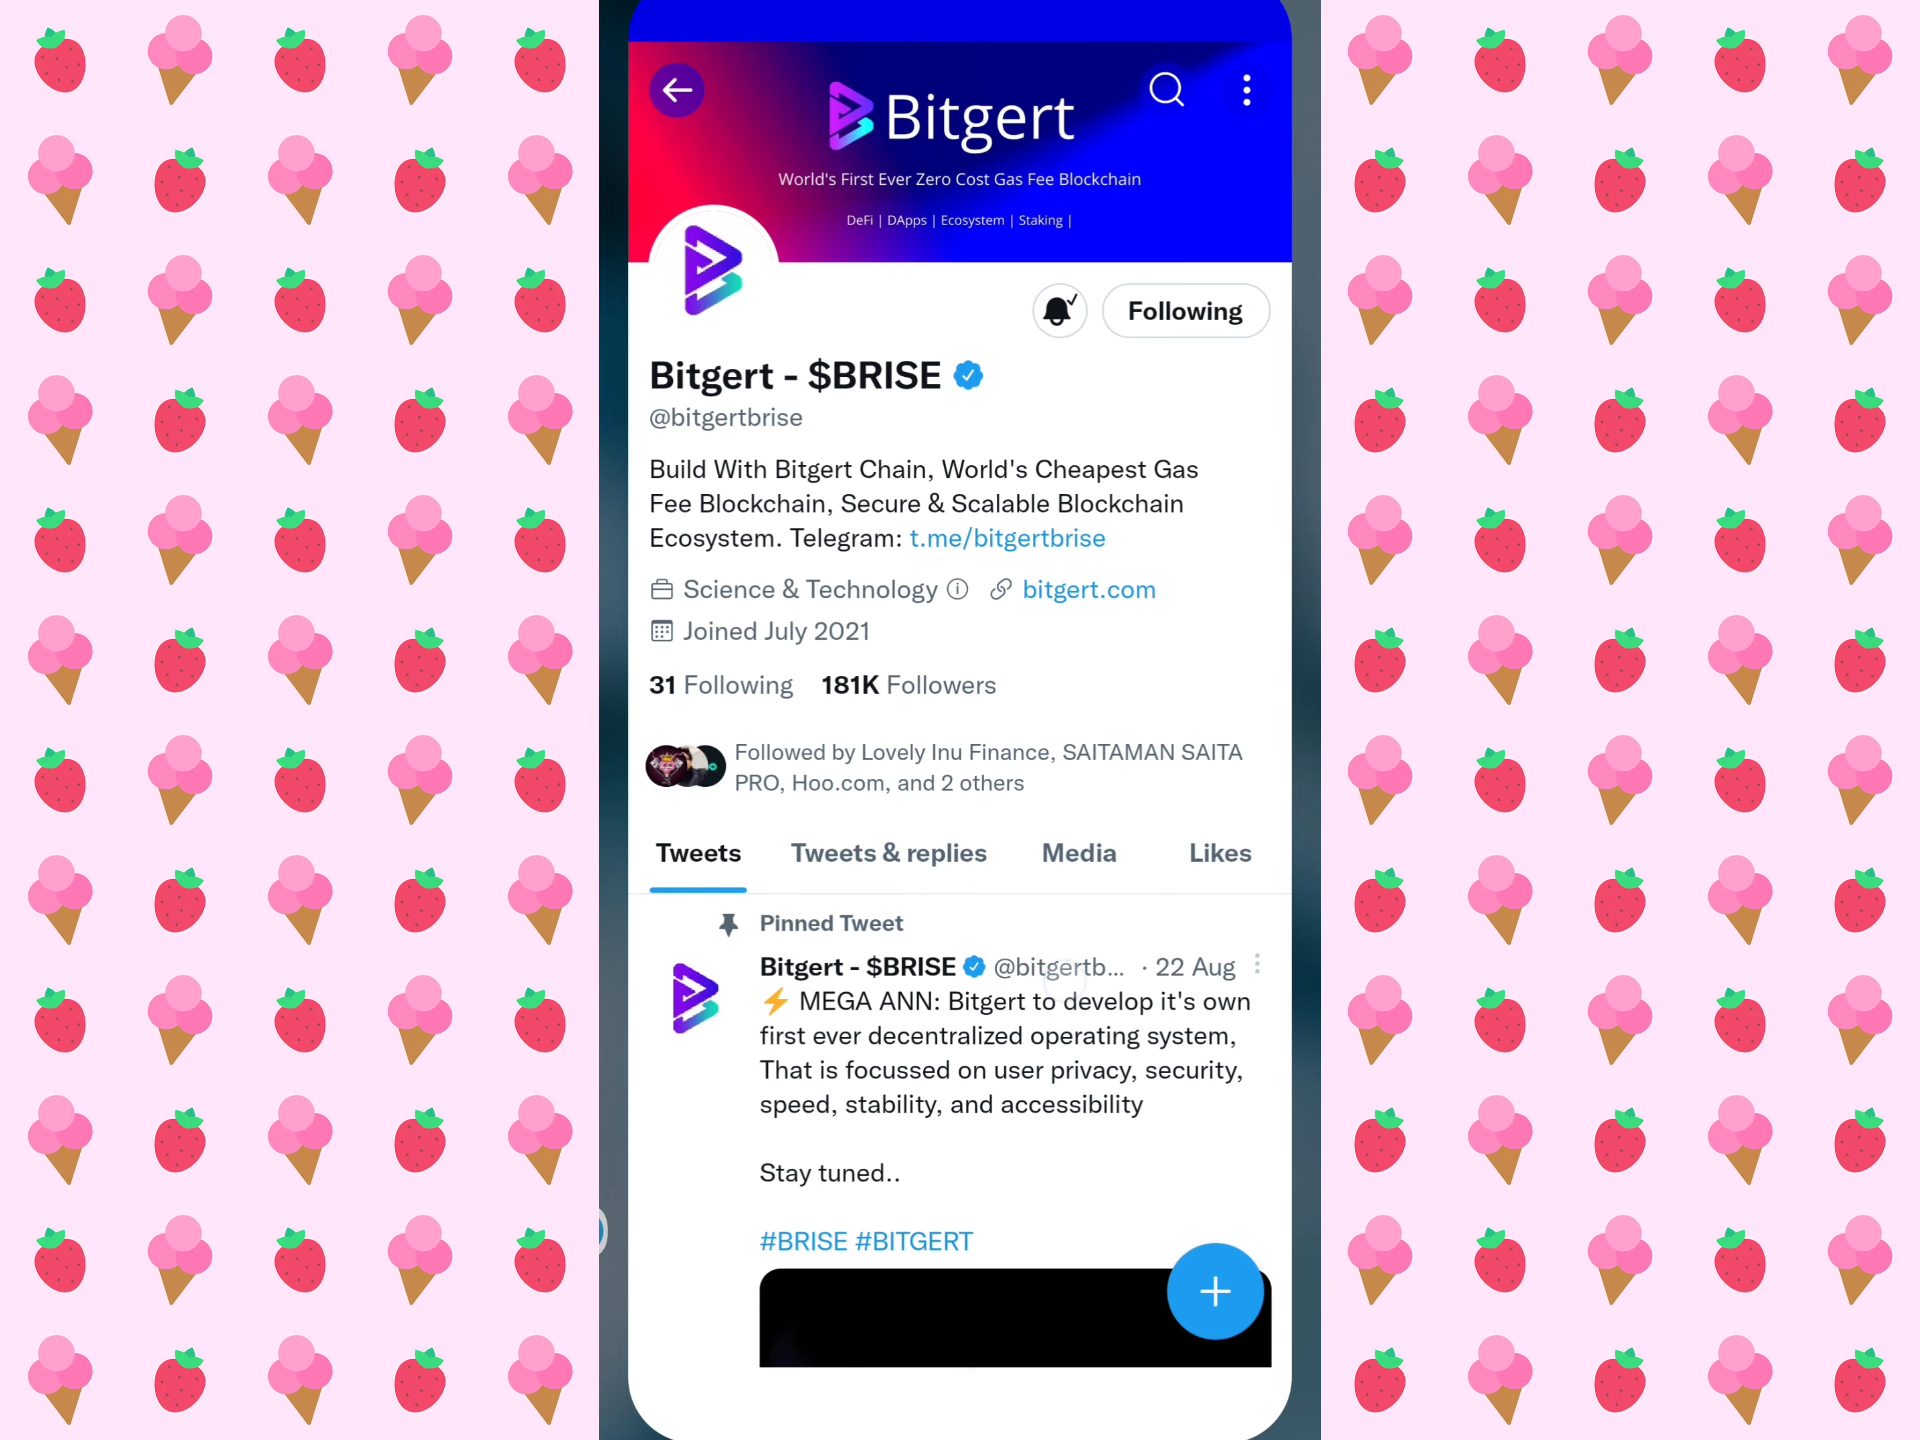 Bitgert
World's First Ever Zero Cost Gas Fee Blockchain
DeFi | DApps | Ecosystem | Staking |
Following
Bitgert - $BRISE
@bitgertbrise
Build With Bitgert Chain, World's Cheapest Gas
Fee Blockchain, Secure & Scalable Blockchain
Ecosystem. Telegram: t.me/bitgertbrise
Science & Technology bitgert.com
Joined July 2021
31 Following 181K Followers
Followed by Lovely Inu Finance, SAITAMAN SAITA
PRO, Hoo.com, and 2 others
Tweets Tweets & replies Media Likes
Pinned Tweet
Bitgert - $BRISE @bitgertb... · 22 Aug
⚡ MEGA ANN: Bitgert to develop it's own
first ever decentralized operating system,
That is focussed on user privacy, security,
speed, stability, and accessibility
Stay tuned..
#BRISE #BITGERT